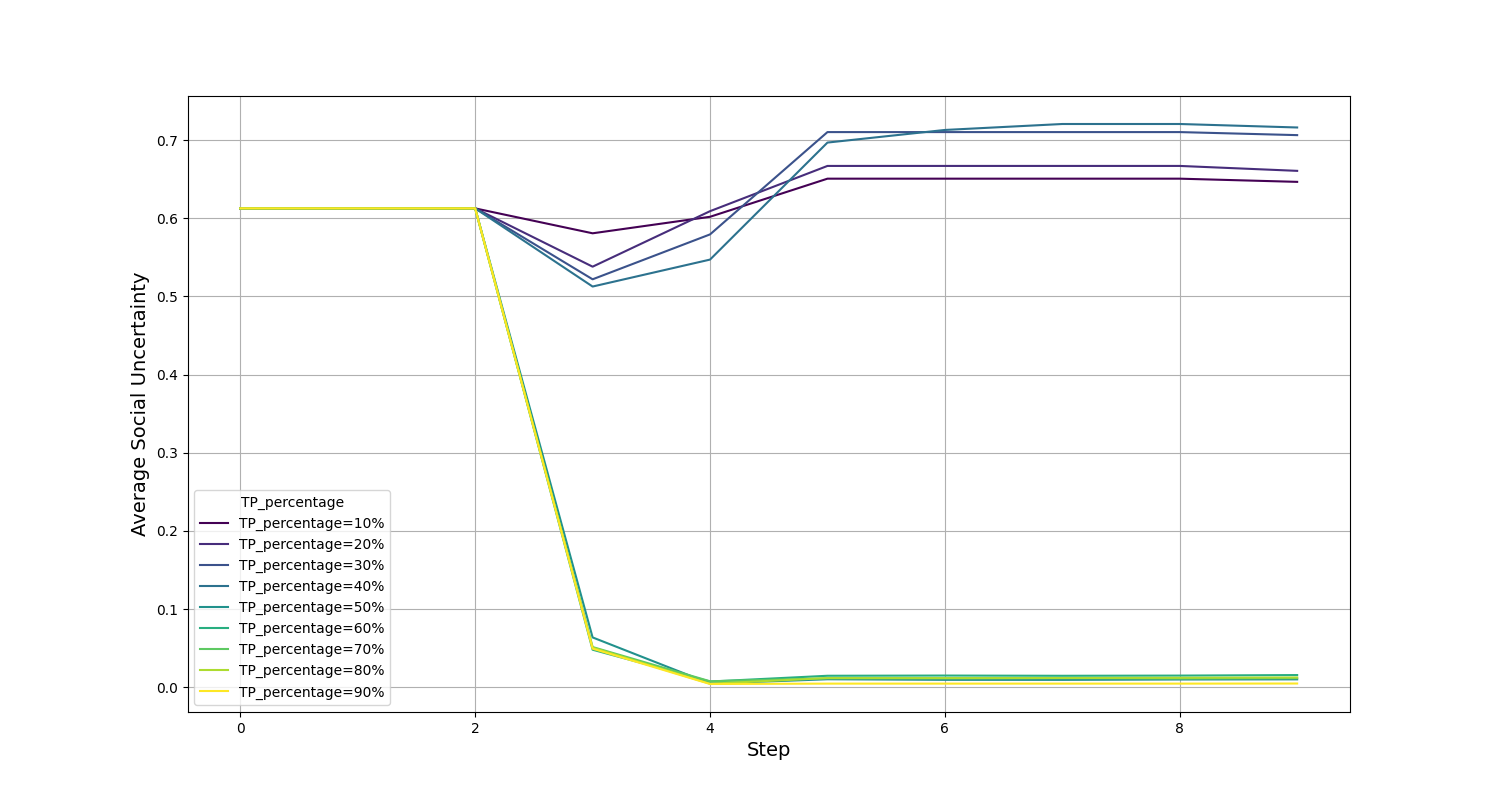 0.7
0.6
0.5
0.4
0.3
0.2
0.1
0.0
Average Social Uncertainty
TP_percentage
TP_percentage=10%
TP_percentage=20%
TP_percentage=30%
TP_percentage=40%
TP_percentage=50%
TP_percentage=60%
TP_percentage=70%
TP_percentage=80%
TP_percentage=90%
0 2 4 6 8
Step